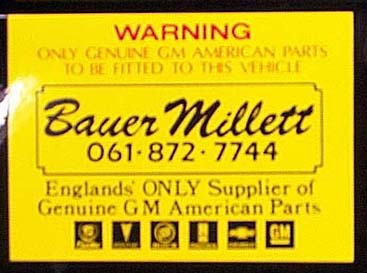 WARNING
ONLY GENUINE GM AMERICAN PARTS
TO BE FITTED TO THIS VEHICLE
Bauer Millett
061·872·7744
Englands' ONLY Supplier of
Genuine GM American Parts
GM